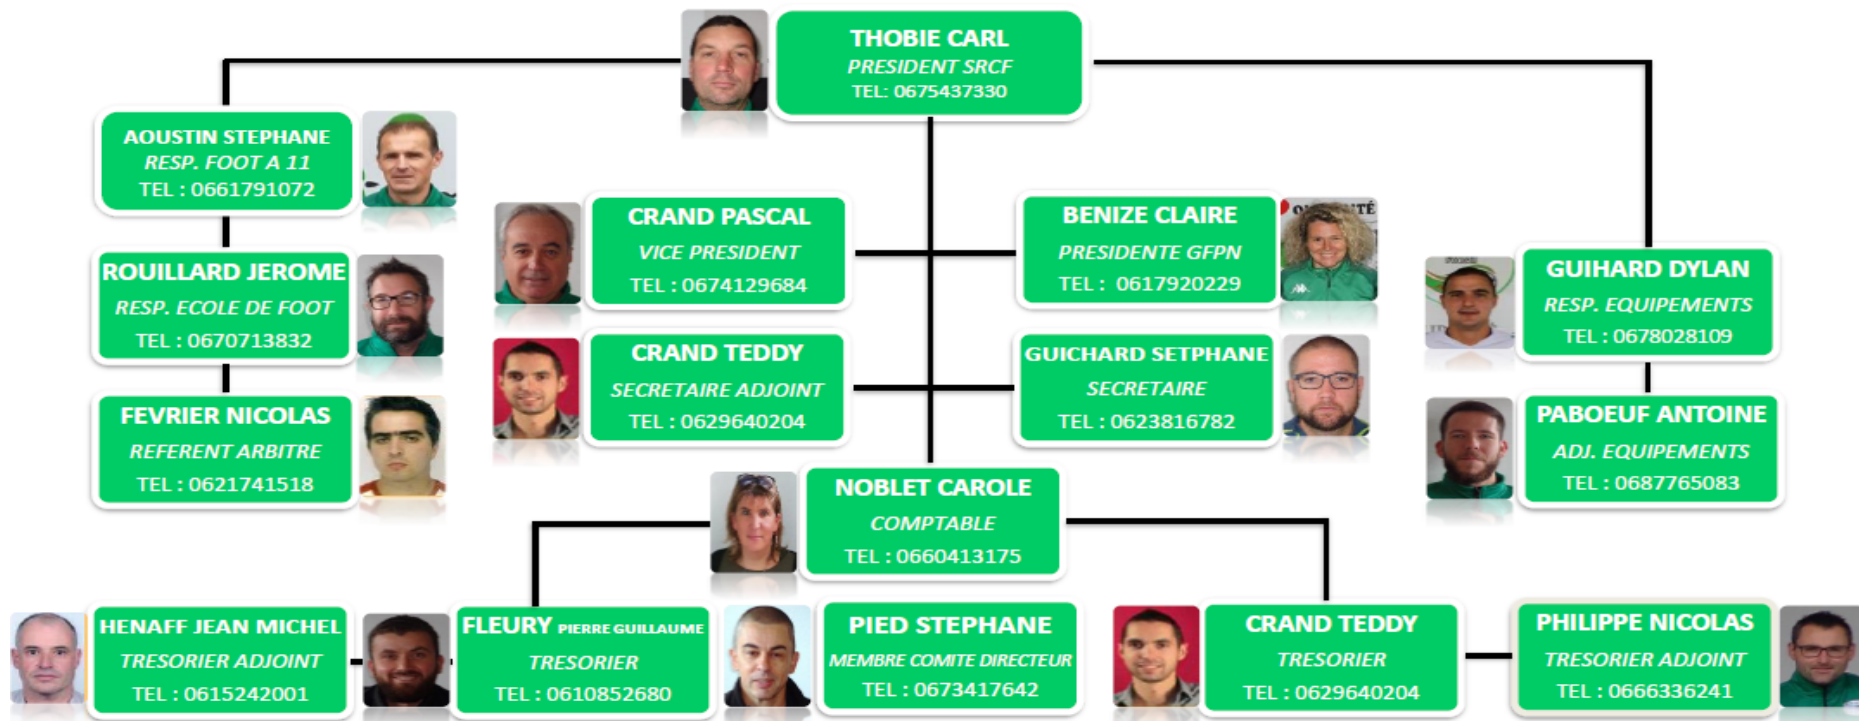 THOBIE CARL
PRESIDENT SRCF
TEL: 0675437330
AOUSTIN STEPHANE
RESP. FOOT A 11
TEL : 0661791072
CRAND PASCAL
VICE PRESIDENT
TEL : 0674129684
BENIZE CLAIRE
PRESIDENTE GFPN
TEL : 0617920229
ROUILLARD JEROME
RESP. ECOLE DE FOOT
TEL : 0670713832
GUIHARD DYLAN
RESP. EQUIPEMENTS
TEL : 0678028109
CRAND TEDDY
SECRETAIRE ADJOINT
TEL : 0629640204
GUICHARD SETPHANE
SECRETAIRE
TEL : 0623816782
FEVRIER NICOLAS
REFERENT ARBITRE
TEL : 0621741518
PABOEUF ANTOINE
ADJ. EQUIPEMENTS
TEL : 0687765083
NOBLET CAROLE
COMPTABLE
TEL : 0660413175
HENAFF JEAN MICHEL
TRESORIER ADJOINT
TEL : 0615242001
FLEURY PIERRE GUILLAUME
TRESORIER
TEL : 0610852680
PIED STEPHANE
MEMBRE COMITE DIRECTEUR
TEL : 0673417642
CRAND TEDDY
TRESORIER
TEL : 0629640204
PHILIPPE NICOLAS
TRESORIER ADJOINT
TEL : 0666336241